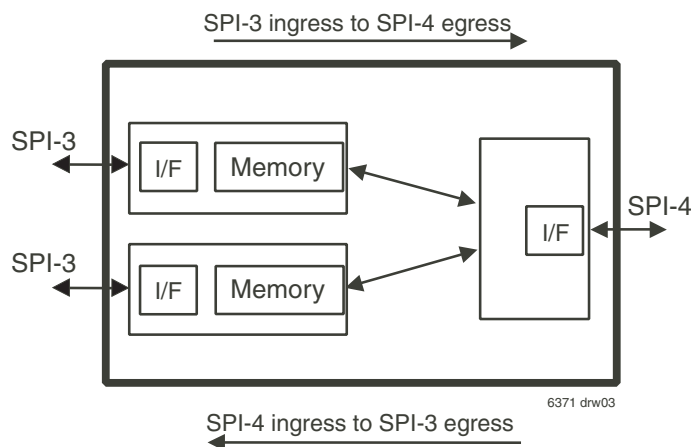 SPI-3 ingress to SPI-4 egress
SPI-3
I/F
Memory
SPI-4
I/F
SPI-3
I/F
Memory
6371 drw03
SPI-4 ingress to SPI-3 egress